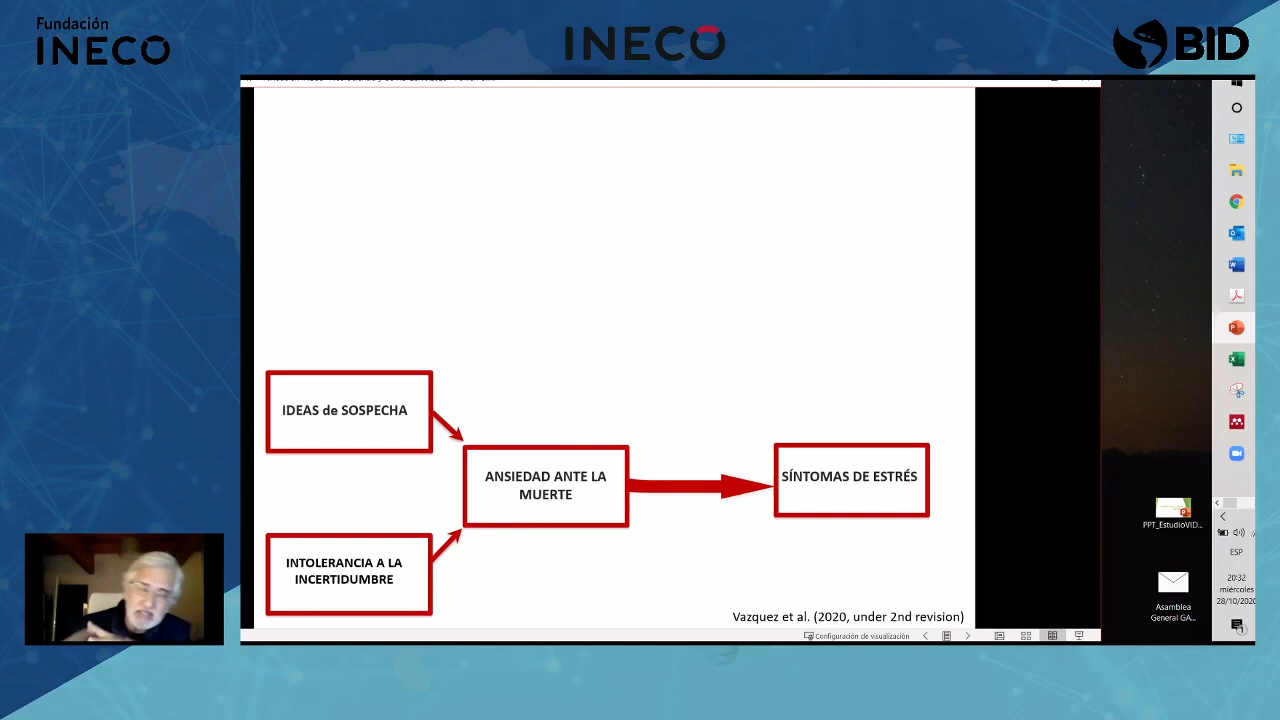 Fundación
INECO
INECO
BID
IDEAS de SOSPECHA
ANSIEDAD ANTE LA
MUERTE
SÍNTOMAS DE ESTRÉS
INTOLERANCIA A LA
INCERTIDUMBRE
Vazquez et al. (2020, under 2nd revision)
Configuración de visualización
PPT_EstudioVID...
Asamblea
General GA...
ESP
20:32
miércoles
28/10/2020